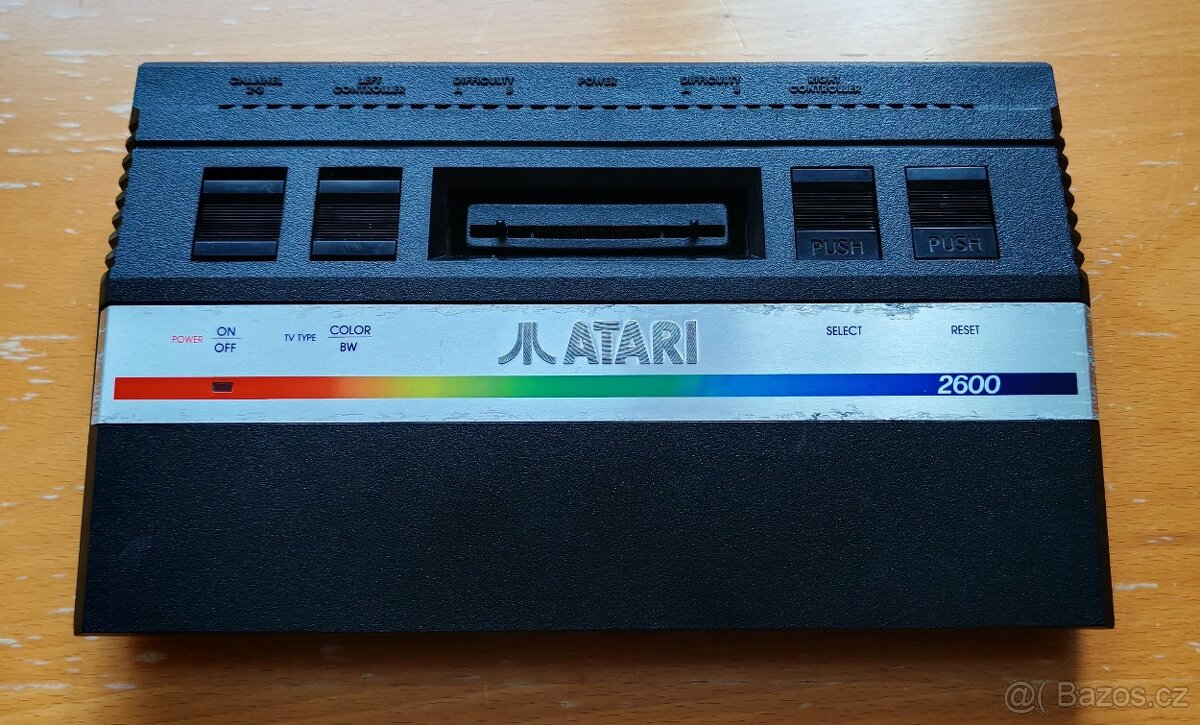 CHANNEL LEFT DIFFICULTY POWER DIFFICULTY RIGHT
2-3 CONTROLLER A B A B CONTROLLER
PUSH PUSH
POWER ON OFF TV TYPE COLOR BW ATARI SELECT RESET
2600
@( Bazos.cz